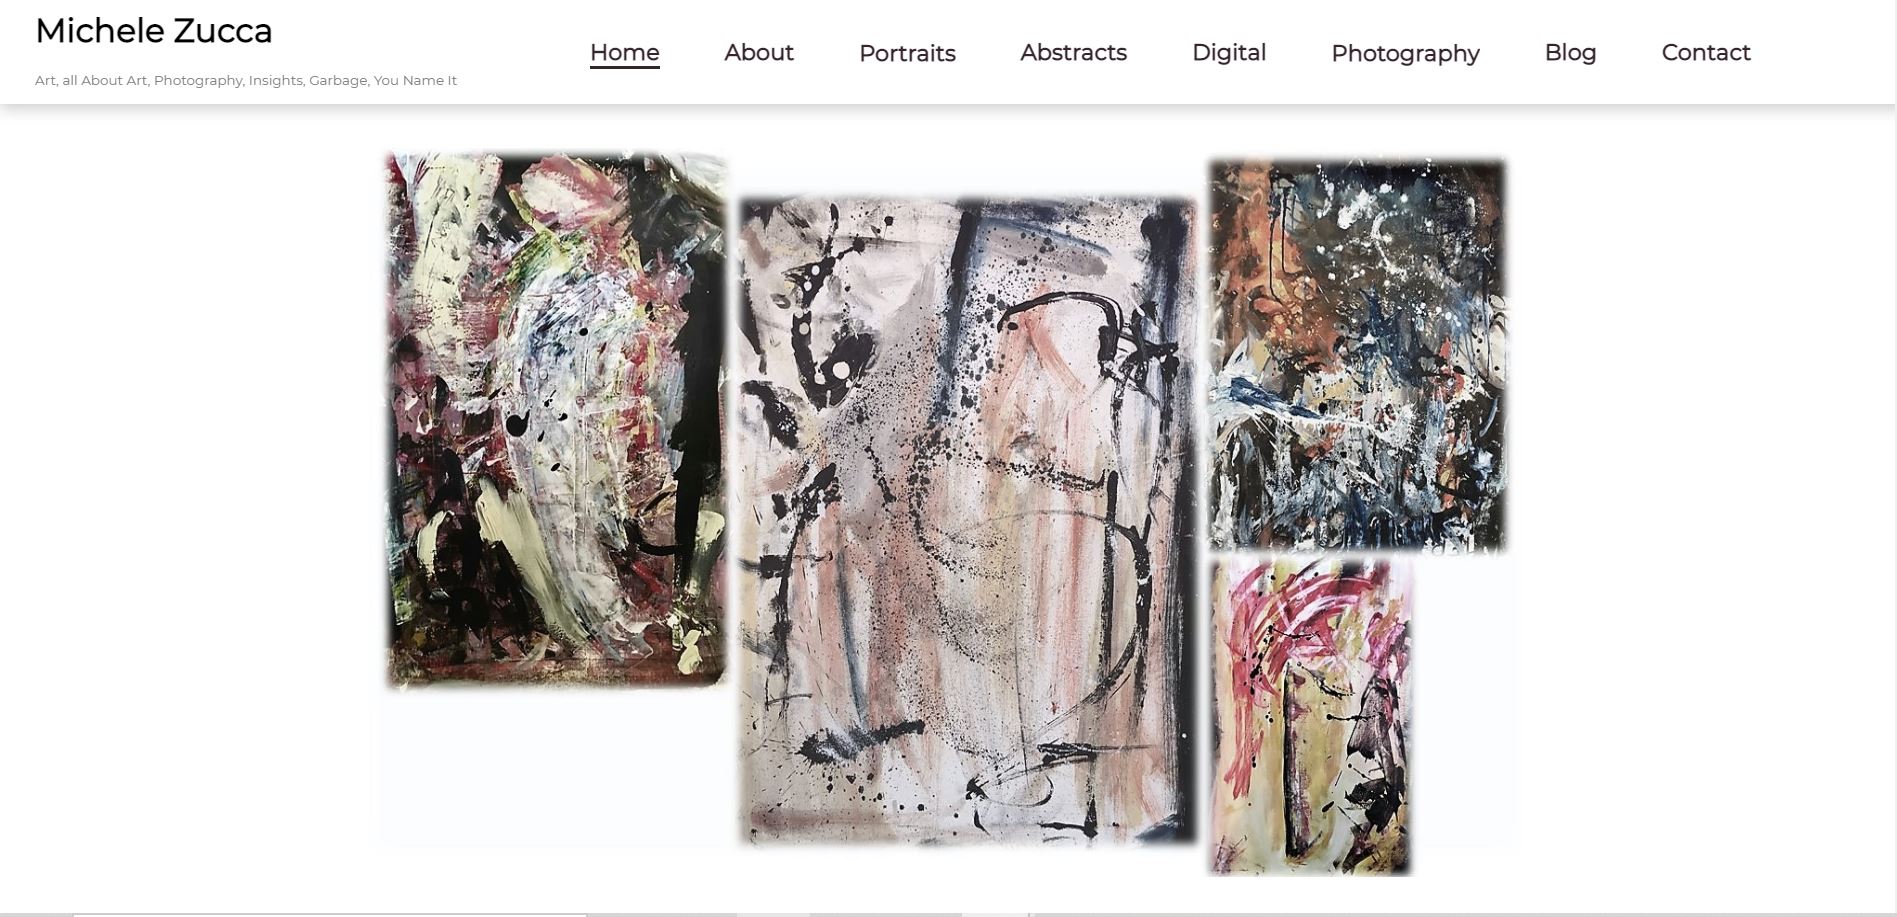 Michele Zucca
Art, all About Art, Photography, Insights, Garbage, You Name It
Home About Portraits Abstracts Digital Photography Blog Contact